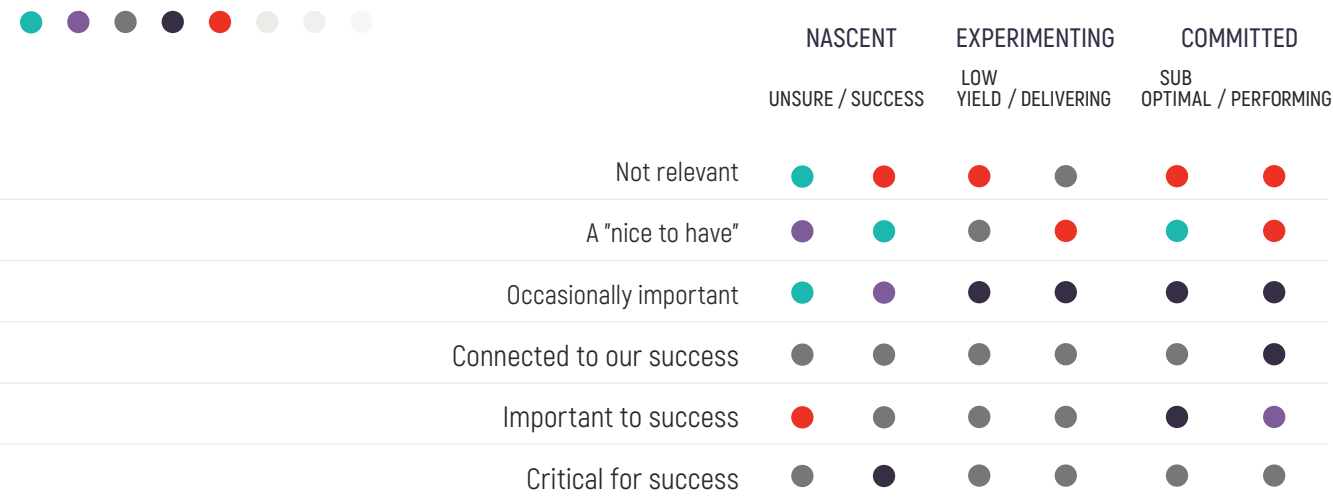 NASCENT EXPERIMENTING COMMITTED
LOW SUB
UNSURE / SUCCESS YIELD / DELIVERING OPTIMAL / PERFORMING
Not relevant
A "nice to have"
Occasionally important
Connected to our success
Important to success
Critical for success